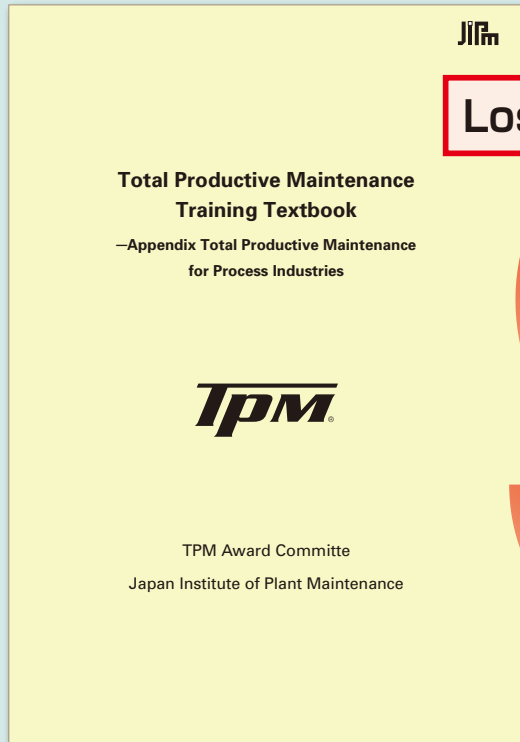 JIPM
Total Productive Maintenance
Training Textbook
—Appendix Total Productive Maintenance
for Process Industries
TPM®
TPM Award Committe
Japan Institute of Plant Maintenance